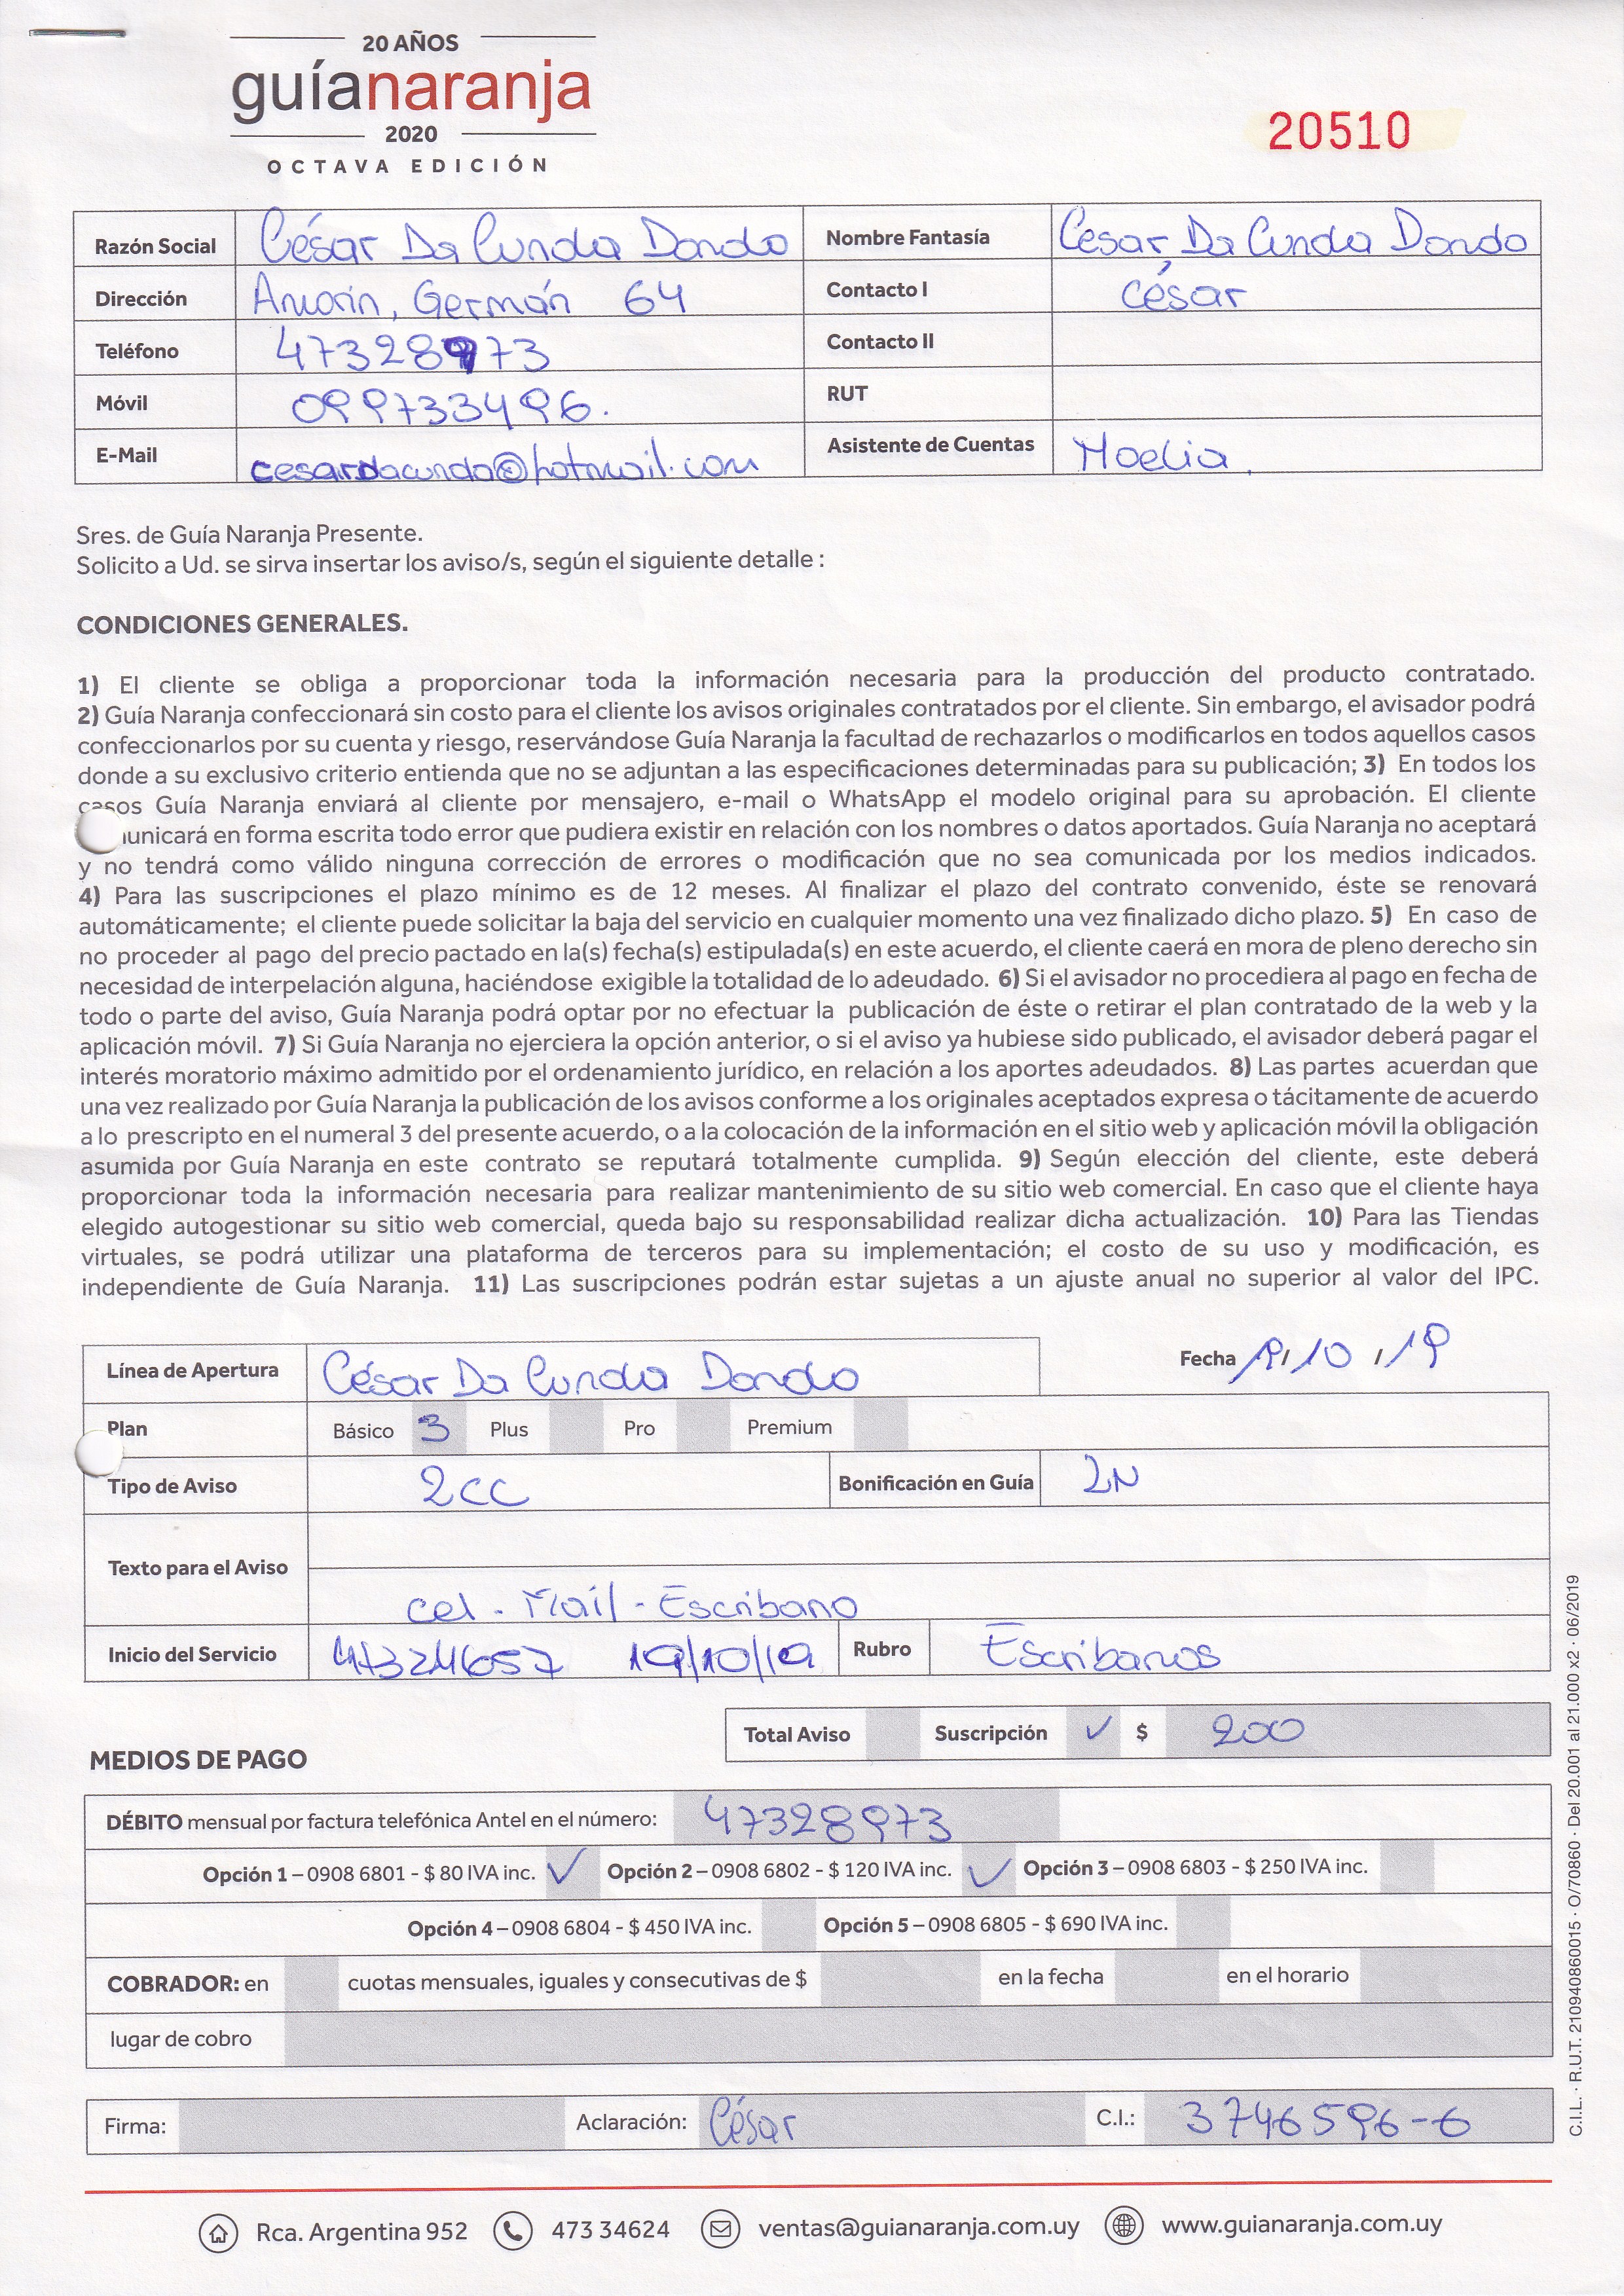 20 AÑOS
guíanaranja
2020
OCTAVA EDICIÓN
20510
Razón Social César Da Cunda Dondo Nombre Fantasía César Da Cunda Dondo
Dirección Amorín, Germán 64 Contacto I César
Teléfono 47328973 Contacto II
Móvil 099733496. RUT
E-Mail cesardacunda@hotmail.com Asistente de Cuentas Noelia.
Sres. de Guía Naranja Presente.
Solicito a Ud. se sirva insertar los aviso/s, según el siguiente detalle :
CONDICIONES GENERALES.
1) El cliente se obliga a proporcionar toda la información necesaria para la producción del producto contratado.
2) Guía Naranja confeccionará sin costo para el cliente los avisos originales contratados por el cliente. Sin embargo, el avisador podrá
confeccionarlos por su cuenta y riesgo, reservándose Guía Naranja la facultad de rechazarlos o modificarlos en todos aquellos casos
donde a su exclusivo criterio entienda que no se adjuntan a las especificaciones determinadas para su publicación; 3) En todos los
casos Guía Naranja enviará al cliente por mensajero, e-mail o WhatsApp el modelo original para su aprobación. El cliente
unicará en forma escrita todo error que pudiera existir en relación con los nombres o datos aportados. Guía Naranja no aceptará
y no tendrá como válido ninguna corrección de errores o modificación que no sea comunicada por los medios indicados.
4) Para las suscripciones el plazo mínimo es de 12 meses. Al finalizar el plazo del contrato convenido, éste se renovará
automáticamente; el cliente puede solicitar la baja del servicio en cualquier momento una vez finalizado dicho plazo. 5) En caso de
no proceder al pago del precio pactado en la(s) fecha(s) estipulada(s) en este acuerdo, el cliente caerá en mora de pleno derecho sin
necesidad de interpelación alguna, haciéndose exigible la totalidad de lo adeudado. 6) Si el avisador no procediera al pago en fecha de
todo o parte del aviso, Guía Naranja podrá optar por no efectuar la publicación de éste o retirar el plan contratado de la web y la
aplicación móvil. 7) Si Guía Naranja no ejerciera la opción anterior, o si el aviso ya hubiese sido publicado, el avisador deberá pagar el
interés moratorio máximo admitido por el ordenamiento jurídico, en relación a los aportes adeudados. 8) Las partes acuerdan que
una vez realizado por Guía Naranja la publicación de los avisos conforme a los originales aceptados expresa o tácitamente de acuerdo
a lo prescripto en el numeral 3 del presente acuerdo, o a la colocación de la información en el sitio web y aplicación móvil la obligación
asumida por Guía Naranja en este contrato se reputará totalmente cumplida. 9) Según elección del cliente, este deberá
proporcionar toda la información necesaria para realizar mantenimiento de su sitio web comercial. En caso que el cliente haya
elegido autogestionar su sitio web comercial, queda bajo su responsabilidad realizar dicha actualización. 10) Para las Tiendas
virtuales, se podrá utilizar una plataforma de terceros para su implementación; el costo de su uso y modificación, es
independiente de Guía Naranja. 11) Las suscripciones podrán estar sujetas a un ajuste anual no superior al valor del IPC.
Línea de Apertura César Da Cunda Dondo Fecha /10 /19
Plan Básico 3 Plus Pro Premium
Tipo de Aviso 2CC Bonificación en Guía 2N
Texto para el Aviso
cel - Mail - Escribano
Inicio del Servicio 47324657 19/10/19 Rubro Escribanos
Total Aviso Suscripción ✓ $ 200
MEDIOS DE PAGO
DÉBITO mensual por factura telefónica Antel en el número: 47328973
Opción 1 – 0908 6801 - $ 80 IVA inc. ✓ Opción 2 – 0908 6802 - $ 120 IVA inc. ✓ Opción 3 – 0908 6803 - $ 250 IVA inc.
Opción 4 – 0908 6804 - $ 450 IVA inc. Opción 5 – 0908 6805 - $ 690 IVA inc.
COBRADOR: en cuotas mensuales, iguales y consecutivas de $ en la fecha en el horario
lugar de cobro
Firma: Aclaración: César C.I.: 3746596-6
Rca. Argentina 952 473 34624 ventas@guianaranja.com.uy www.guianaranja.com.uy
C.I.L. · R.U.T. 210940860015 · O/70860 · Del 20.001 al 21.000 x2 · 06/2019